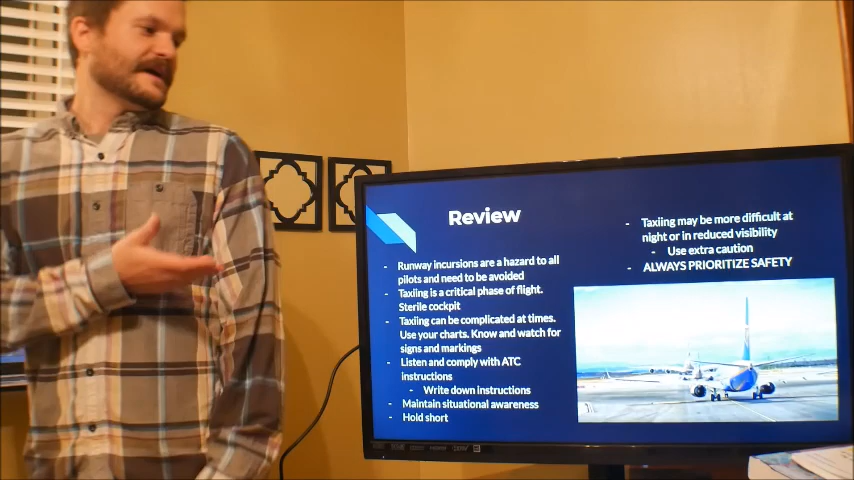 Review
- Runway incursions are a hazard to all
pilots and need to be avoided
- Taxiing is a critical phase of flight.
Sterile cockpit
- Taxiing can be complicated at times.
Use your charts. Know and watch for
signs and markings
- Listen and comply with ATC
instructions
- Write down instructions
- Maintain situational awareness
- Hold short
- Taxiing may be more difficult at
night or in reduced visibility
- Use extra caution
- ALWAYS PRIORITIZE SAFETY